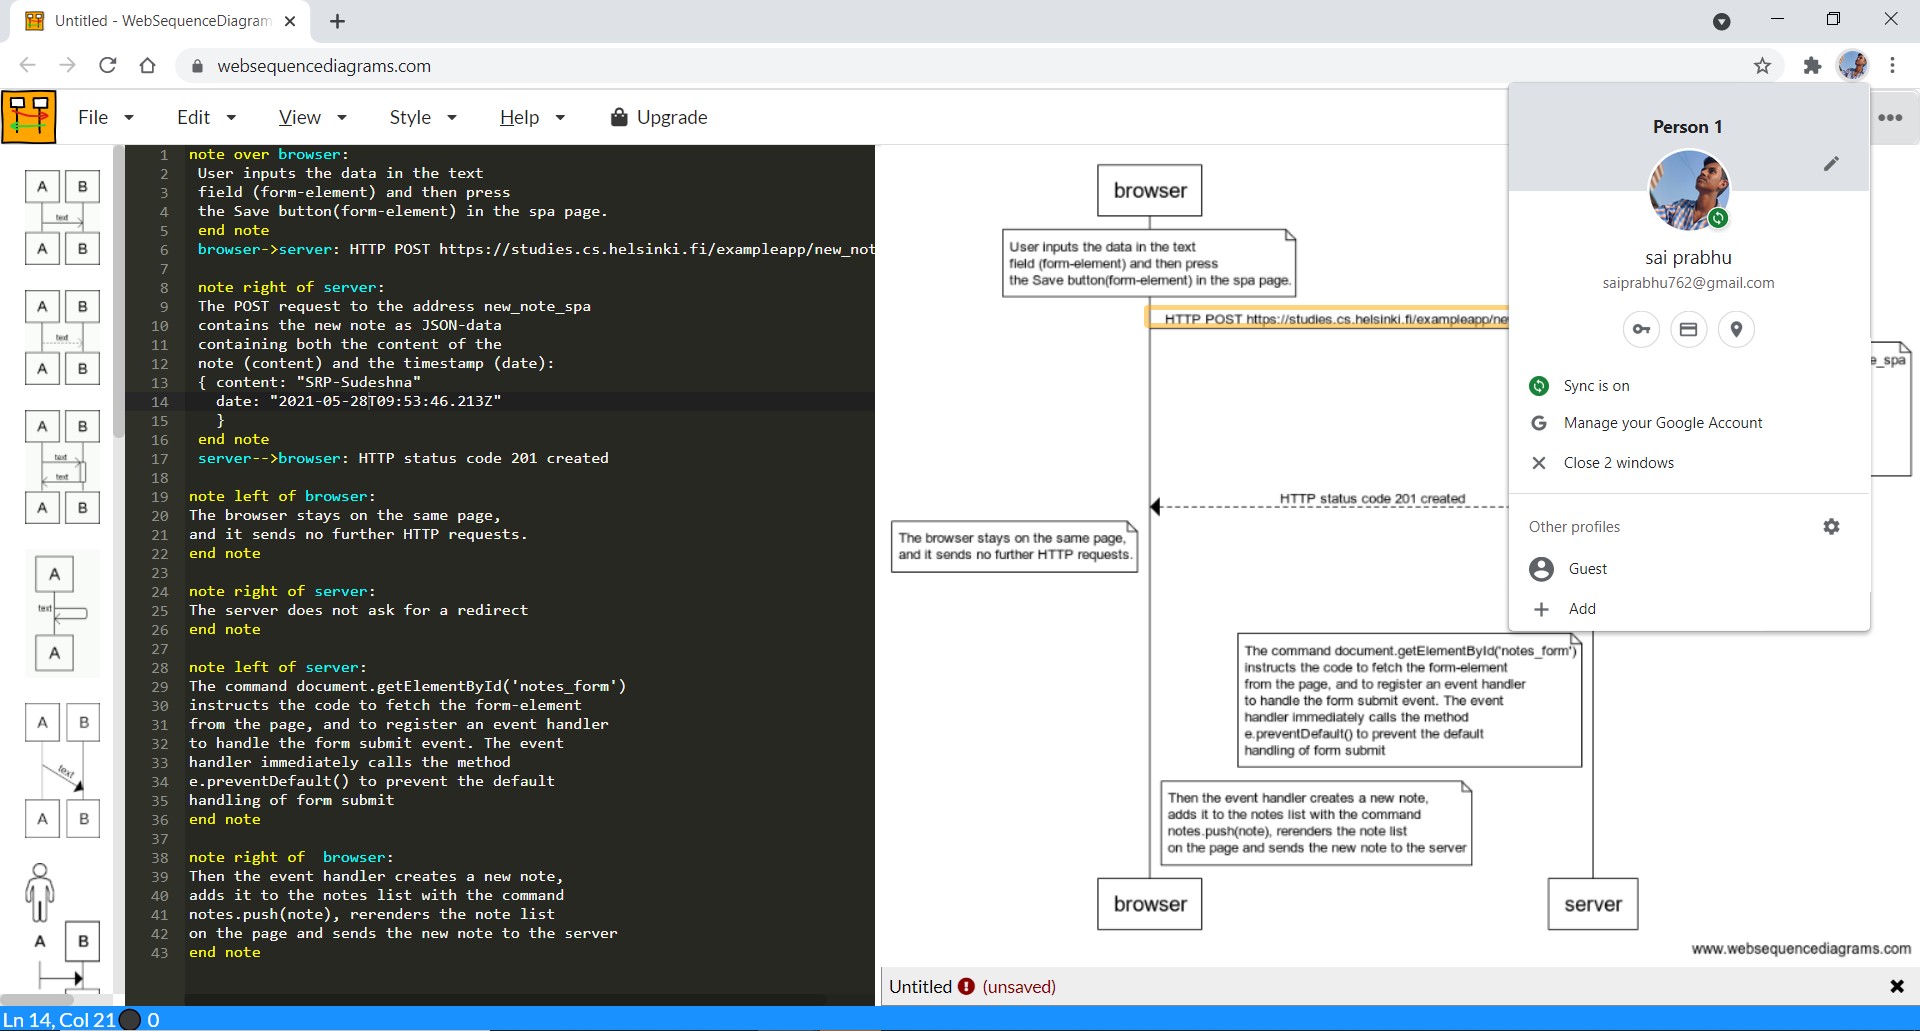 Untitled - WebSequenceDiagram
websequencediagrams.com
File
Edit
View
Style
Help
Upgrade
A B
text
A B
A B
text
A B
A B
text
text
A B
A
text
A
A B
text
A B
A B
1 note over browser:
2 User inputs the data in the text
3 field (form-element) and then press
4 the Save button(form-element) in the spa page.
5 end note
6 browser->server: HTTP POST https://studies.cs.helsinki.fi/exampleapp/new_not
7
8 note right of server:
9 The POST request to the address new_note_spa
10 contains the new note as JSON-data
11 containing both the content of the
12 note (content) and the timestamp (date):
13 { content: "SRP-Sudeshna"
14 date: "2021-05-28T09:53:46.213Z"
15 }
16 end note
17 server-->browser: HTTP status code 201 created
18
19 note left of browser:
20 The browser stays on the same page,
21 and it sends no further HTTP requests.
22 end note
23
24 note right of server:
25 The server does not ask for a redirect
26 end note
27
28 note left of server:
29 The command document.getElementById('notes_form')
30 instructs the code to fetch the form-element
31 from the page, and to register an event handler
32 to handle the form submit event. The event
33 handler immediately calls the method
34 e.preventDefault() to prevent the default
35 handling of form submit
36 end note
37
38 note right of  browser:
39 Then the event handler creates a new note,
40 adds it to the notes list with the command
41 notes.push(note), rerenders the note list
42 on the page and sends the new note to the server
43 end note
browser
User inputs the data in the text
field (form-element) and then press
the Save button(form-element) in the spa page.
HTTP POST https://studies.cs.helsinki.fi/exampleapp/ne
e_spa
HTTP status code 201 created
The browser stays on the same page,
and it sends no further HTTP requests.
The command document.getElementById('notes_form')
instructs the code to fetch the form-element
from the page, and to register an event handler
to handle the form submit event. The event
handler immediately calls the method
e.preventDefault() to prevent the default
handling of form submit
Then the event handler creates a new note,
adds it to the notes list with the command
notes.push(note), rerenders the note list
on the page and sends the new note to the server
browser
server
www.websequencediagrams.com
Person 1
sai prabhu
saiprabhu762@gmail.com
Sync is on
Manage your Google Account
Close 2 windows
Other profiles
Guest
Add
Untitled (unsaved)
Ln 14, Col 21 0